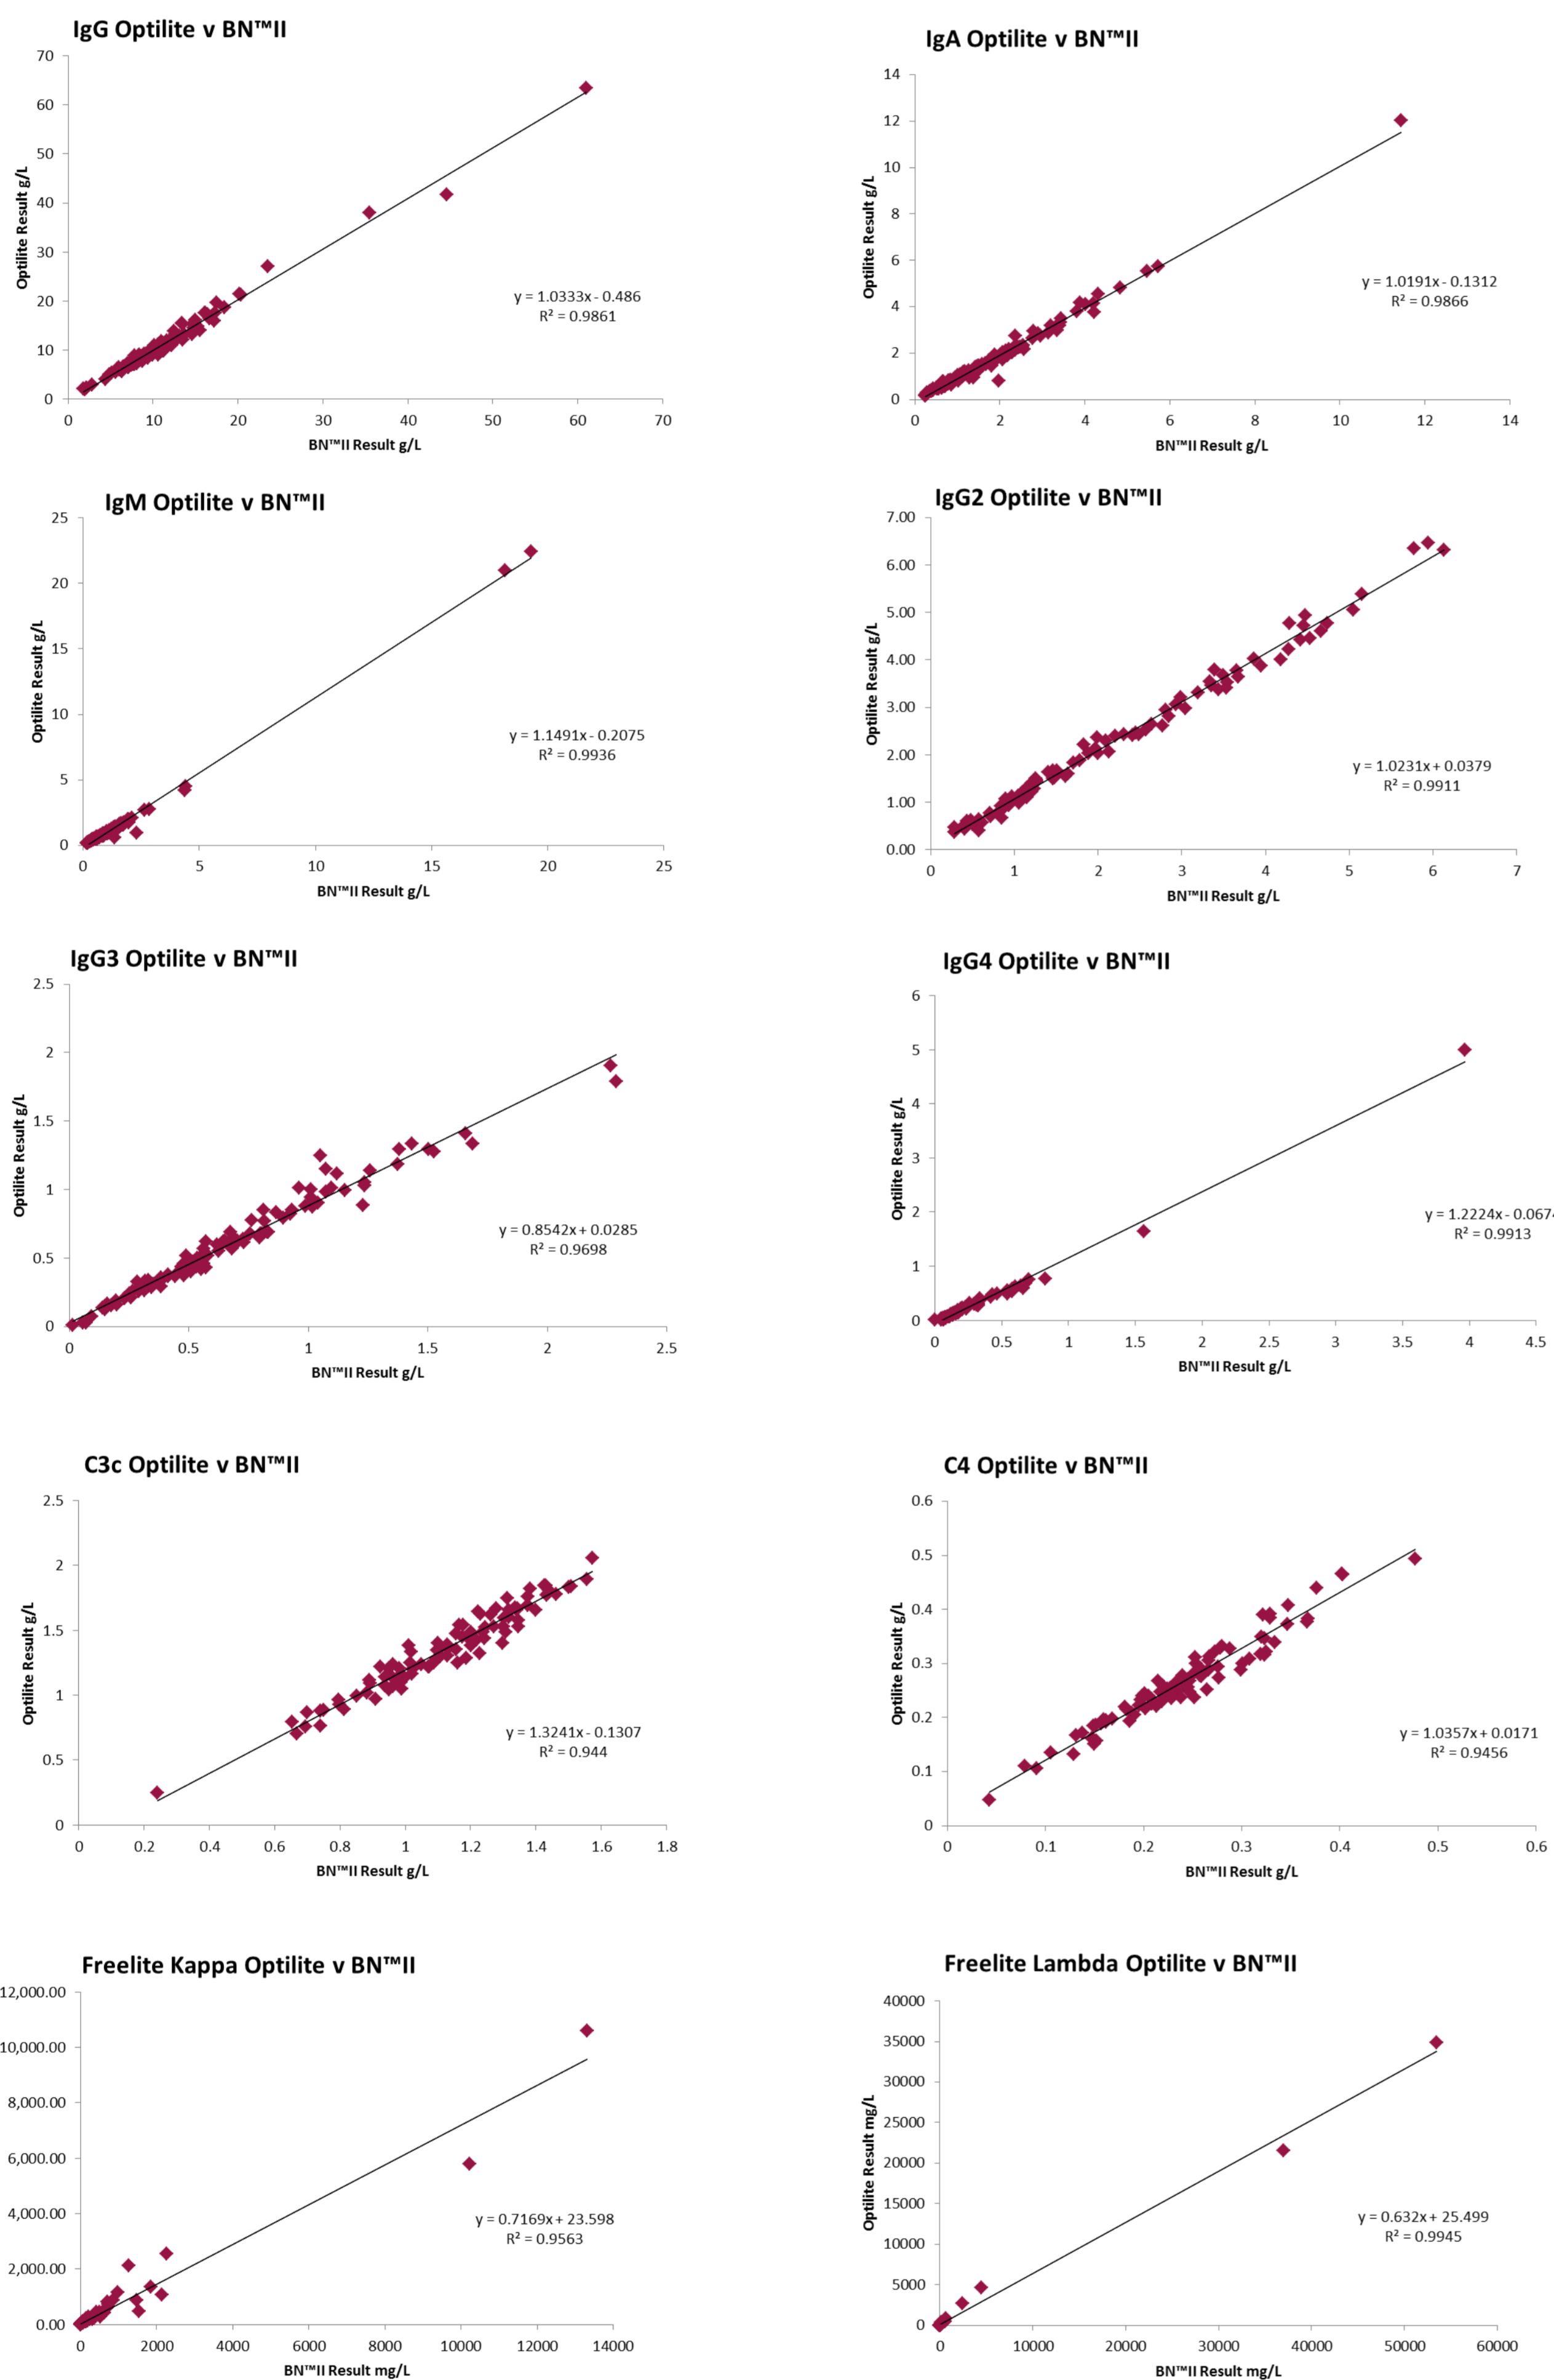 IgG Optilite v BN™II
70
60
50
40
30
20
10
0
Optilite Result g/L
y = 1.0333x - 0.486
R² = 0.9861
0 10 20 30 40 50 60 70
BN™II Result g/L
IgA Optilite v BN™II
14
12
10
8
6
4
2
0
Optilite Result g/L
y = 1.0191x - 0.1312
R² = 0.9866
0 2 4 6 8 10 12 14
BN™II Result g/L
IgM Optilite v BN™II
25
20
15
10
5
0
Optilite Result g/L
y = 1.1491x - 0.2075
R² = 0.9936
0 5 10 15 20 25
BN™II Result g/L
IgG2 Optilite v BN™II
7.00
6.00
5.00
4.00
3.00
2.00
1.00
0.00
Optilite Result g/L
y = 1.0231x + 0.0379
R² = 0.9911
0 1 2 3 4 5 6 7
BN™II Result g/L
IgG3 Optilite v BN™II
2.5
2
1.5
1
0.5
0
Optilite Result g/L
y = 0.8542x + 0.0285
R² = 0.9698
0 0.5 1 1.5 2 2.5
BN™II Result g/L
IgG4 Optilite v BN™II
6
5
4
3
2
1
0
Optilite Result g/L
y = 1.2224x - 0.067
R² = 0.9913
0 0.5 1 1.5 2 2.5 3 3.5 4 4.5
BN™II Result g/L
C3c Optilite v BN™II
2.5
2
1.5
1
0.5
0
Optilite Result g/L
y = 1.3241x - 0.1307
R² = 0.944
0 0.2 0.4 0.6 0.8 1 1.2 1.4 1.6 1.8
BN™II Result g/L
C4 Optilite v BN™II
0.6
0.5
0.4
0.3
0.2
0.1
0
Optilite Result g/L
y = 1.0357x + 0.0171
R² = 0.9456
0 0.1 0.2 0.3 0.4 0.5 0.6
BN™II Result g/L
Freelite Kappa Optilite v BN™II
12,000.00
10,000.00
8,000.00
6,000.00
4,000.00
2,000.00
0.00
y = 0.7169x + 23.598
R² = 0.9563
0 2000 4000 6000 8000 10000 12000 14000
BN™II Result mg/L
Freelite Lambda Optilite v BN™II
40000
35000
30000
25000
20000
15000
10000
5000
0
Optilite Result mg/L
y = 0.632x + 25.499
R² = 0.9945
0 10000 20000 30000 40000 50000 60000
BN™II Result mg/L